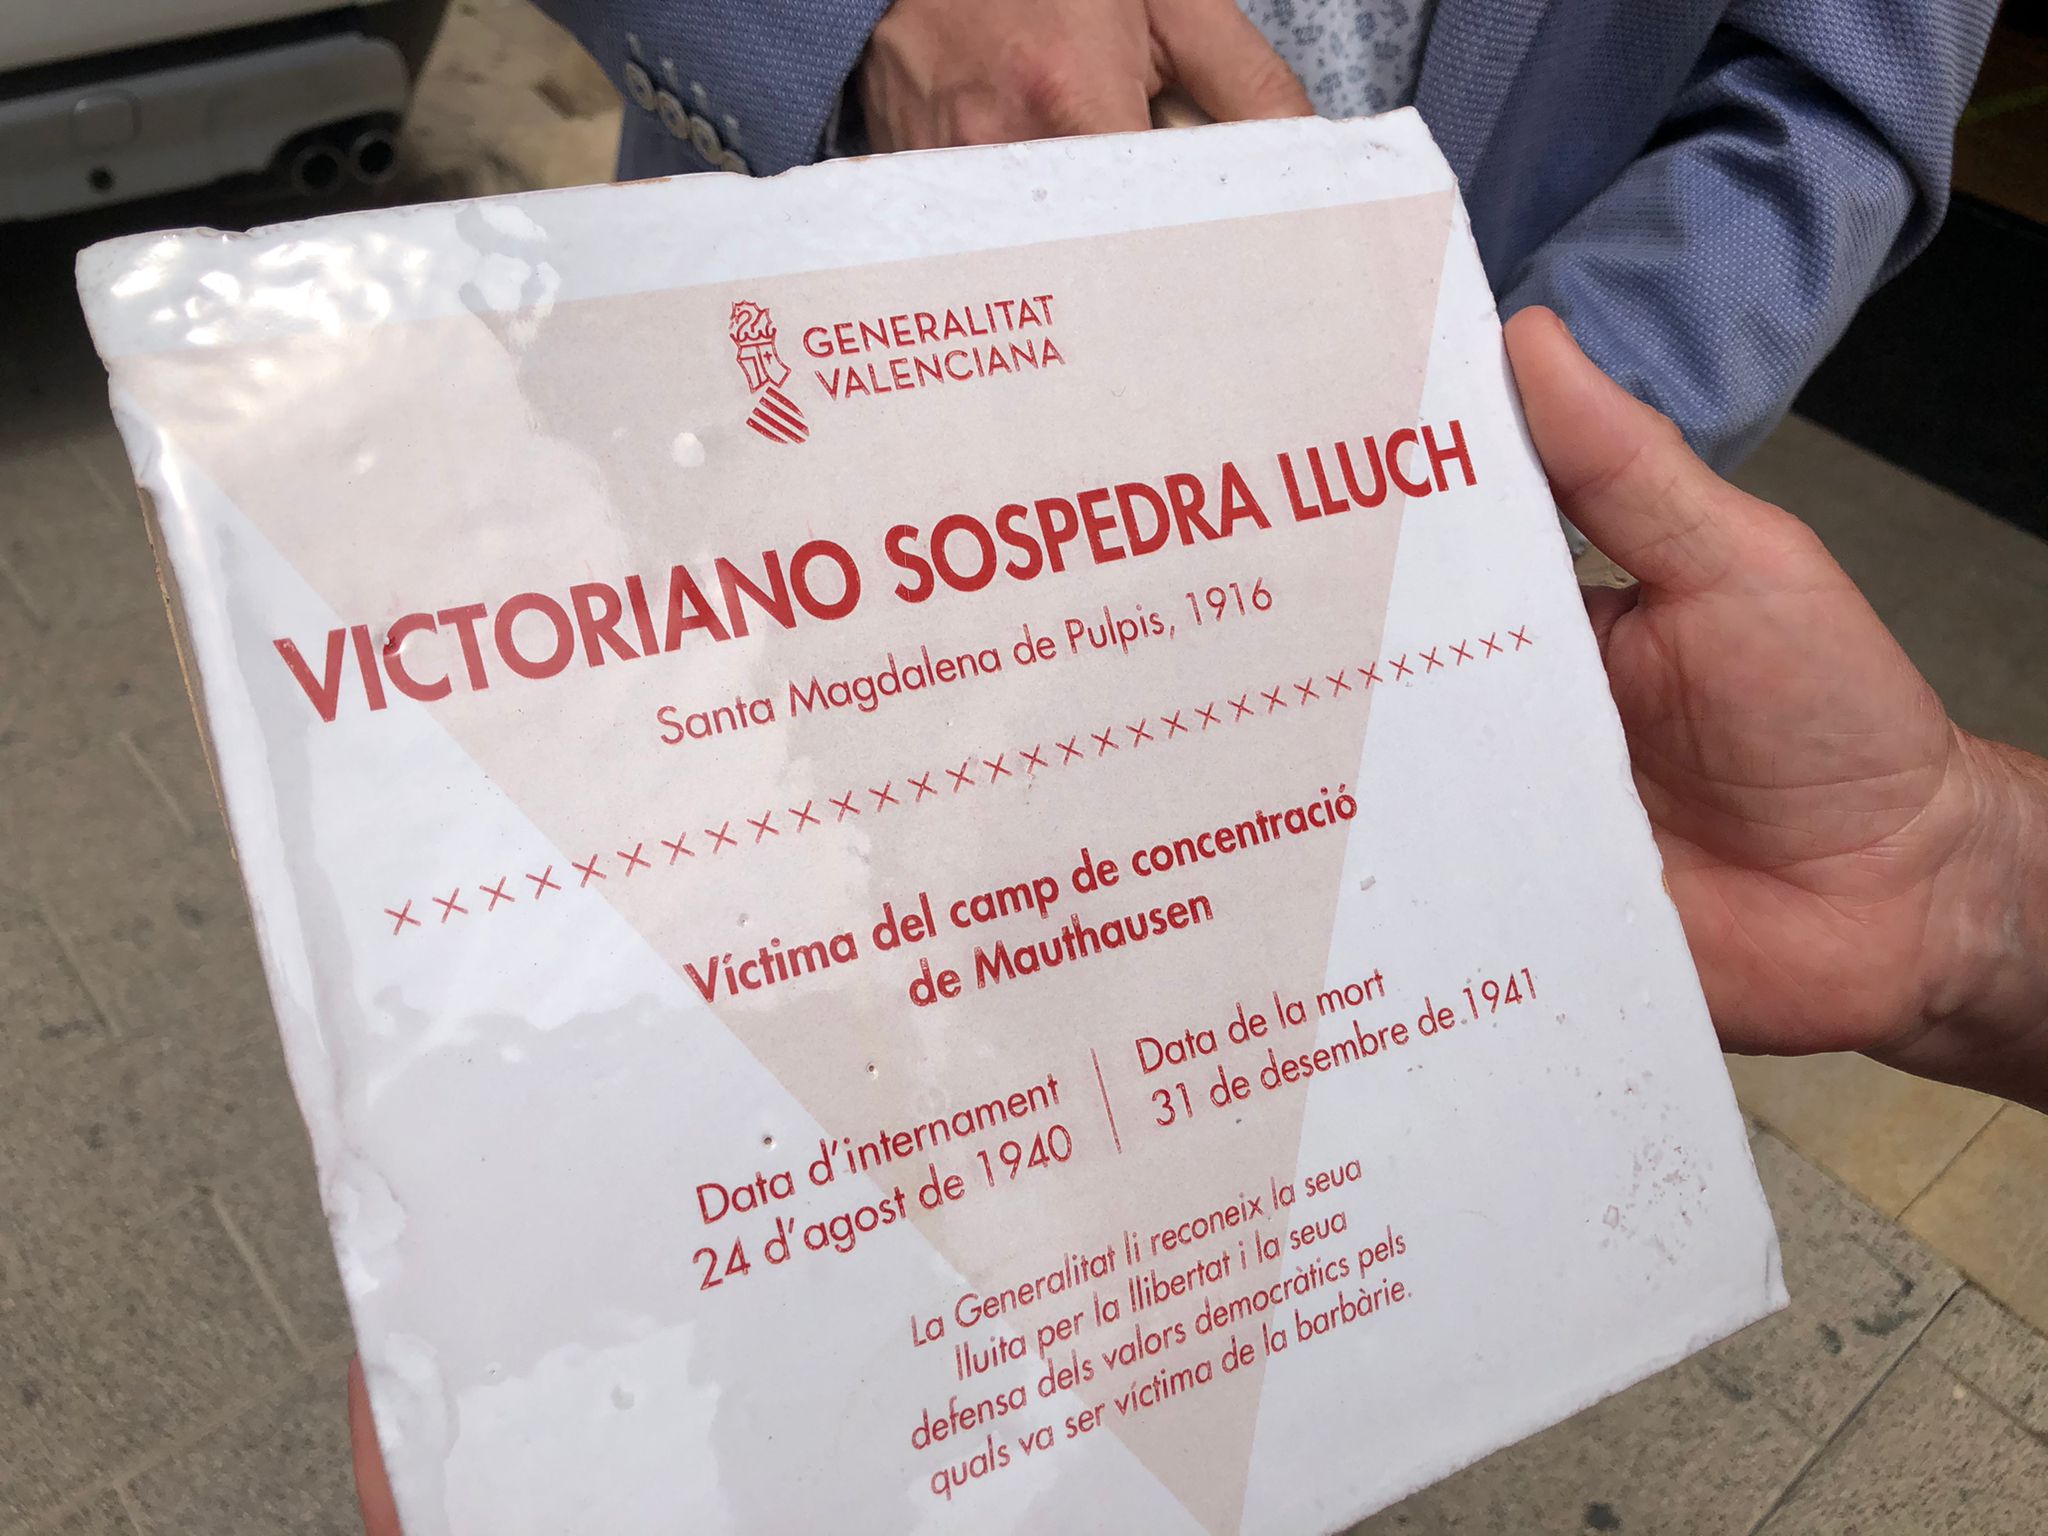 GENERALITAT
VALENCIANA
VICTORIANO SOSPEDRA LLUCH
Santa Magdalena de Pulpis, 1916
××××××××××××××××××××××××××××××
Víctima del camp de concentració
de Mauthausen
Data d'internament
24 d'agost de 1940
Data de la mort
31 de desembre de 1941
La Generalitat li reconeix la seua
lluita per la llibertat i la seua
defensa dels valors democràtics pels
quals va ser víctima de la barbàrie.